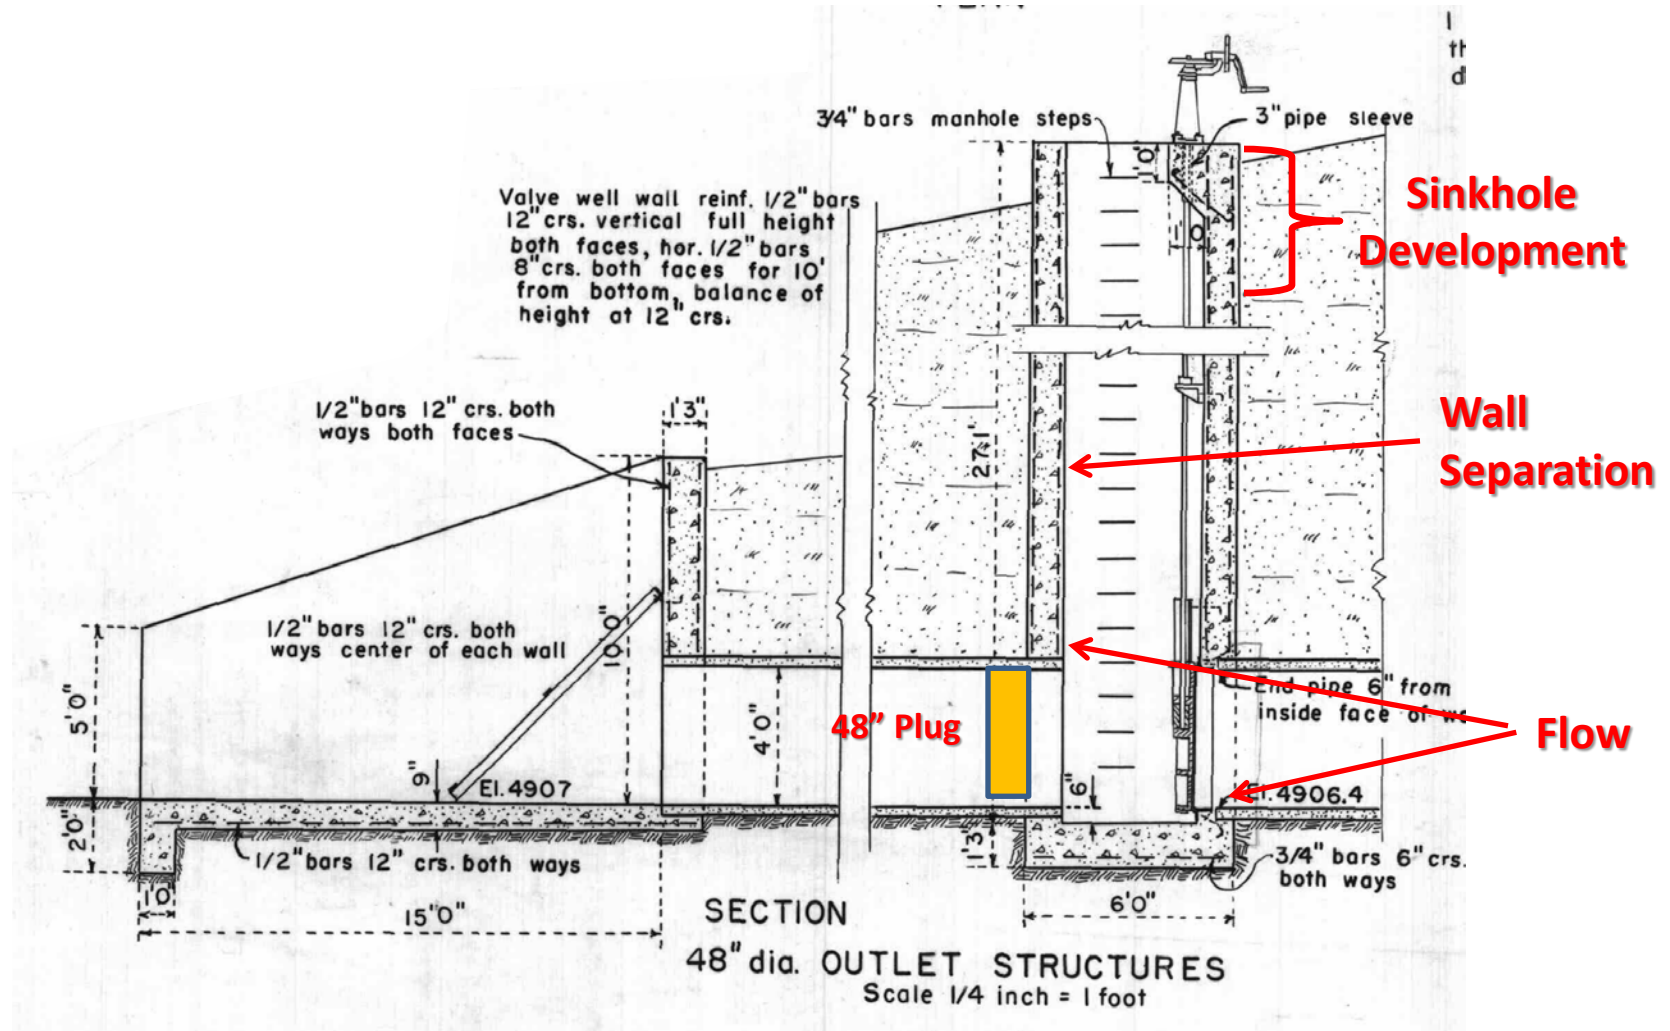 3/4" bars manhole steps
3" pipe sleeve
1'0"
Valve well wall reinf. 1/2" bars
12" crs. vertical full height
both faces, hor. 1/2" bars
8" crs. both faces for 10'
from bottom, balance of
height at 12" crs.
Sinkhole
Development
1/2" bars 12" crs. both
ways both faces
1'3"
27.1'
Wall
Separation
1/2" bars 12" crs. both
ways center of each wall
10'0"
5'0"
4'0"
48" Plug
End pipe 6" from
inside face of
Flow
9"
El. 4907
6"
El. 4906.4
2'0"
1'3"
1/2" bars 12" crs. both ways
3/4" bars 6" crs.
both ways
10"
15'0"
6'0"
SECTION
48" dia. OUTLET STRUCTURES
Scale 1/4 inch = 1 foot